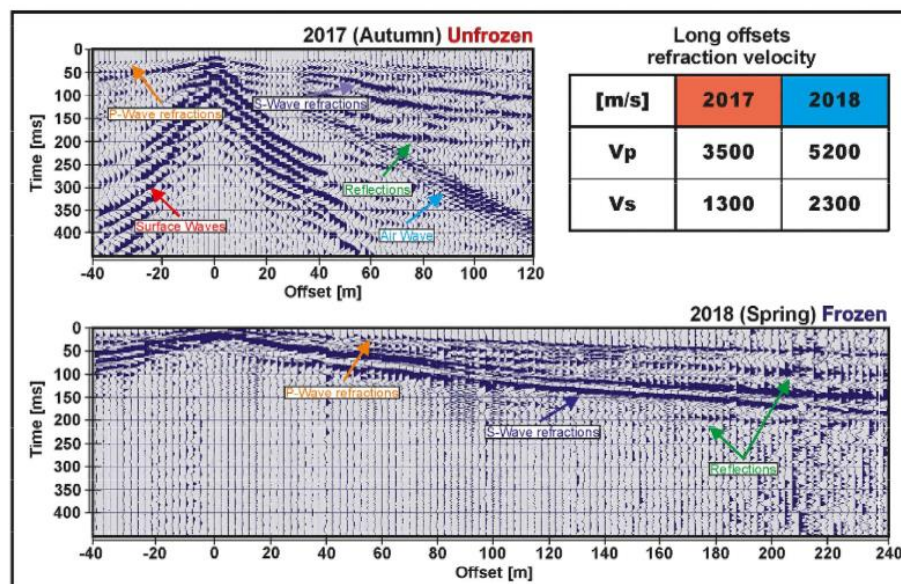 2017 (Autumn) Unfrozen
0
50
100
150
200
250
300
350
400
Time [ms]
P-Wave refractions
S-Wave refractions
Reflections
Surface Waves
Air Wave
-40 -20 0 20 40 60 80 100 120
Offset [m]
Long offsets
refraction velocity
[m/s] 2017 2018
Vp 3500 5200
Vs 1300 2300
2018 (Spring) Frozen
0
50
100
150
200
250
300
350
400
Time [ms]
P-Wave refractions
S-Wave refractions
Reflections
-40 -20 0 20 40 60 80 100 120 140 160 180 200 220 240
Offset [m]